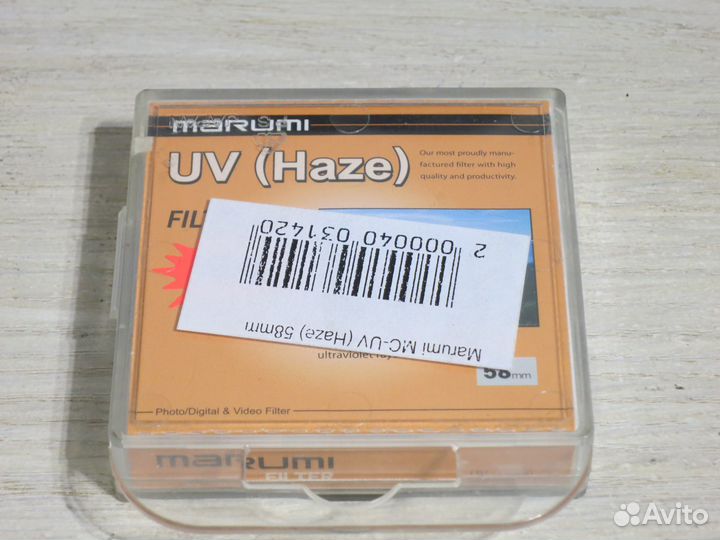 marumi
UV (Haze)
Our most proudly manu-
factured filter with high
quality and productivity.
FIL
2 000040 031420
Marumi MC-UV (Haze) 58mm
ultraviolet
58mm
Photo/Digital & Video Filter
marumi
FILTER
Avito